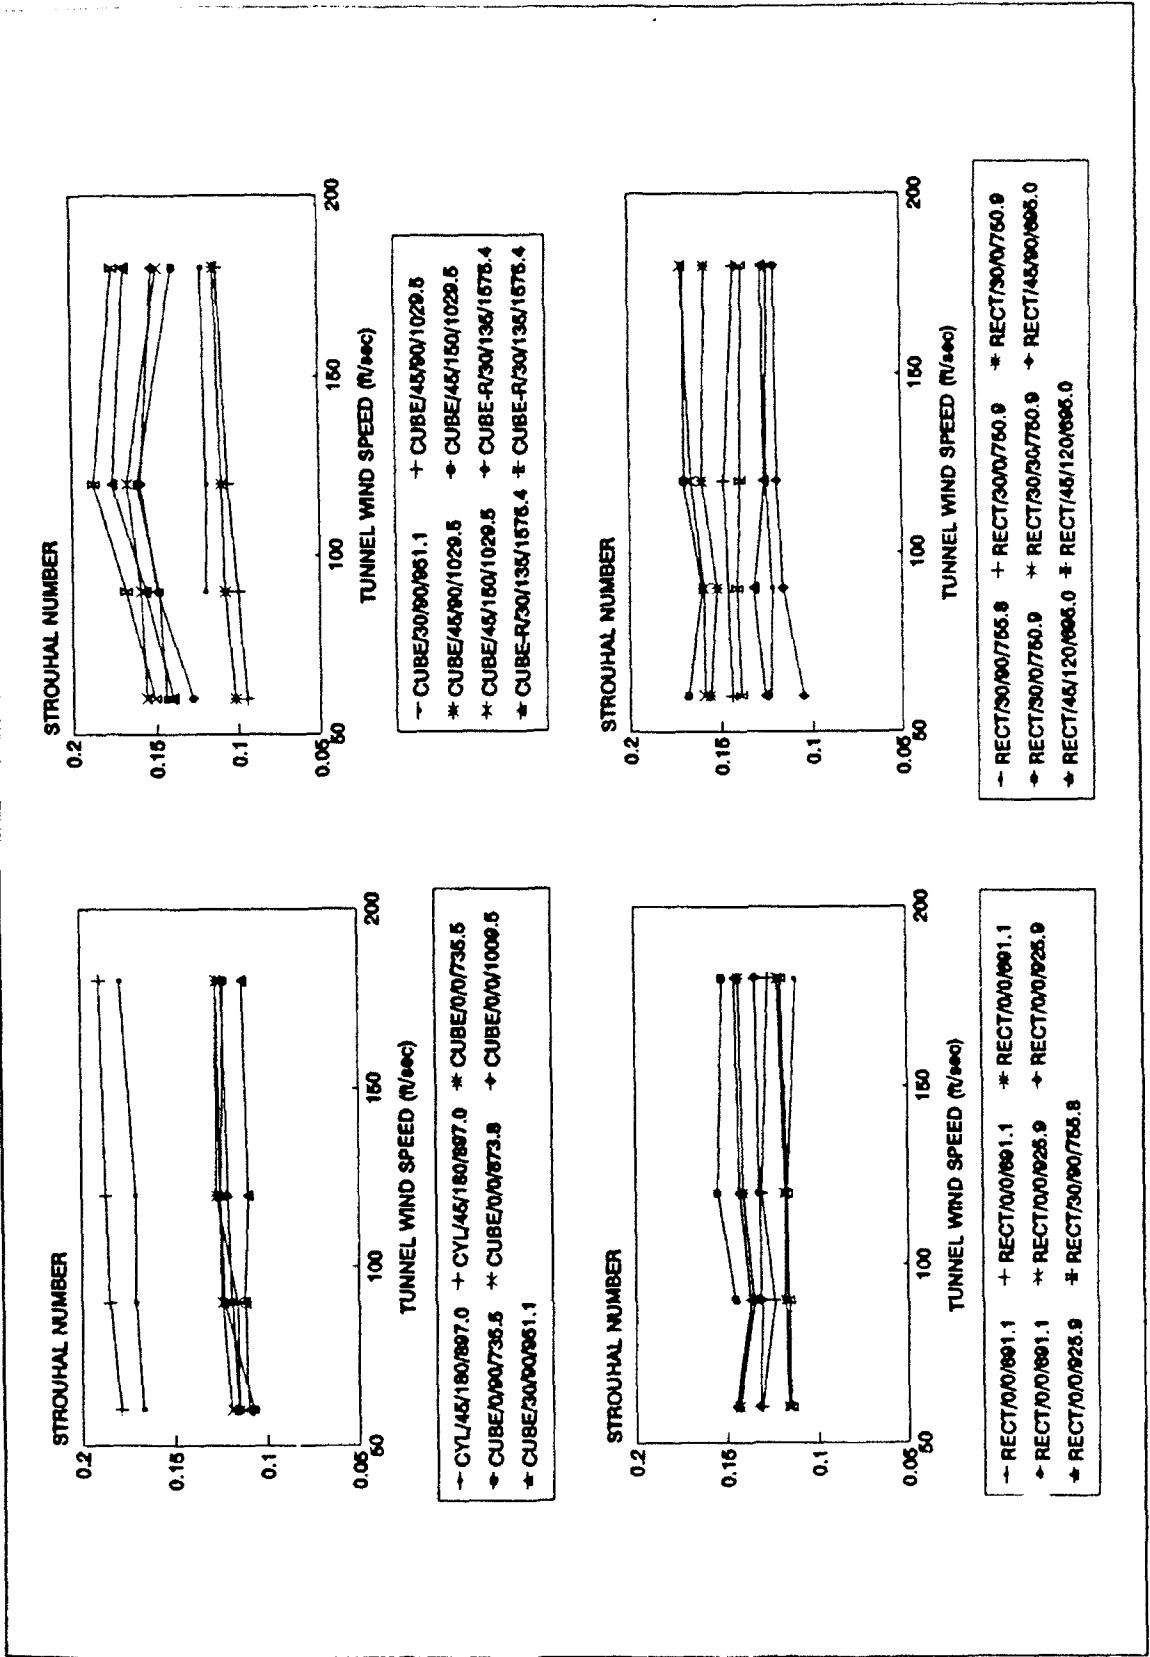 STROUHAL NUMBER
0.2
0.15
0.1
0.05
50
100
150
200
TUNNEL WIND SPEED (ft/sec)
CYL/45/180/897.0
CYL/45/180/897.0
CUBE/0/0/735.5
CUBE/0/90/735.5
CUBE/0/0/873.8
CUBE/0/0/1009.5
CUBE/30/90/951.1
STROUHAL NUMBER
0.2
0.15
0.1
0.05
50
100
150
200
TUNNEL WIND SPEED (ft/sec)
CUBE/30/90/951.1
CUBE/45/90/1029.5
CUBE/45/90/1029.5
CUBE/45/150/1029.5
CUBE/45/150/1029.5
CUBE-R/30/135/1575.4
CUBE-R/30/135/1575.4
CUBE-R/30/135/1575.4
STROUHAL NUMBER
0.2
0.15
0.1
0.05
50
100
150
200
TUNNEL WIND SPEED (ft/sec)
RECT/0/0/691.1
RECT/0/0/691.1
RECT/0/0/691.1
RECT/0/0/691.1
RECT/0/0/925.9
RECT/0/0/925.9
RECT/0/0/925.9
RECT/30/90/755.8
STROUHAL NUMBER
0.2
0.15
0.1
0.05
50
100
150
200
TUNNEL WIND SPEED (ft/sec)
RECT/30/90/755.8
RECT/30/0/750.9
RECT/30/0/750.9
RECT/30/0/750.9
RECT/30/30/750.9
RECT/45/90/695.0
RECT/45/120/695.0
RECT/45/120/695.0